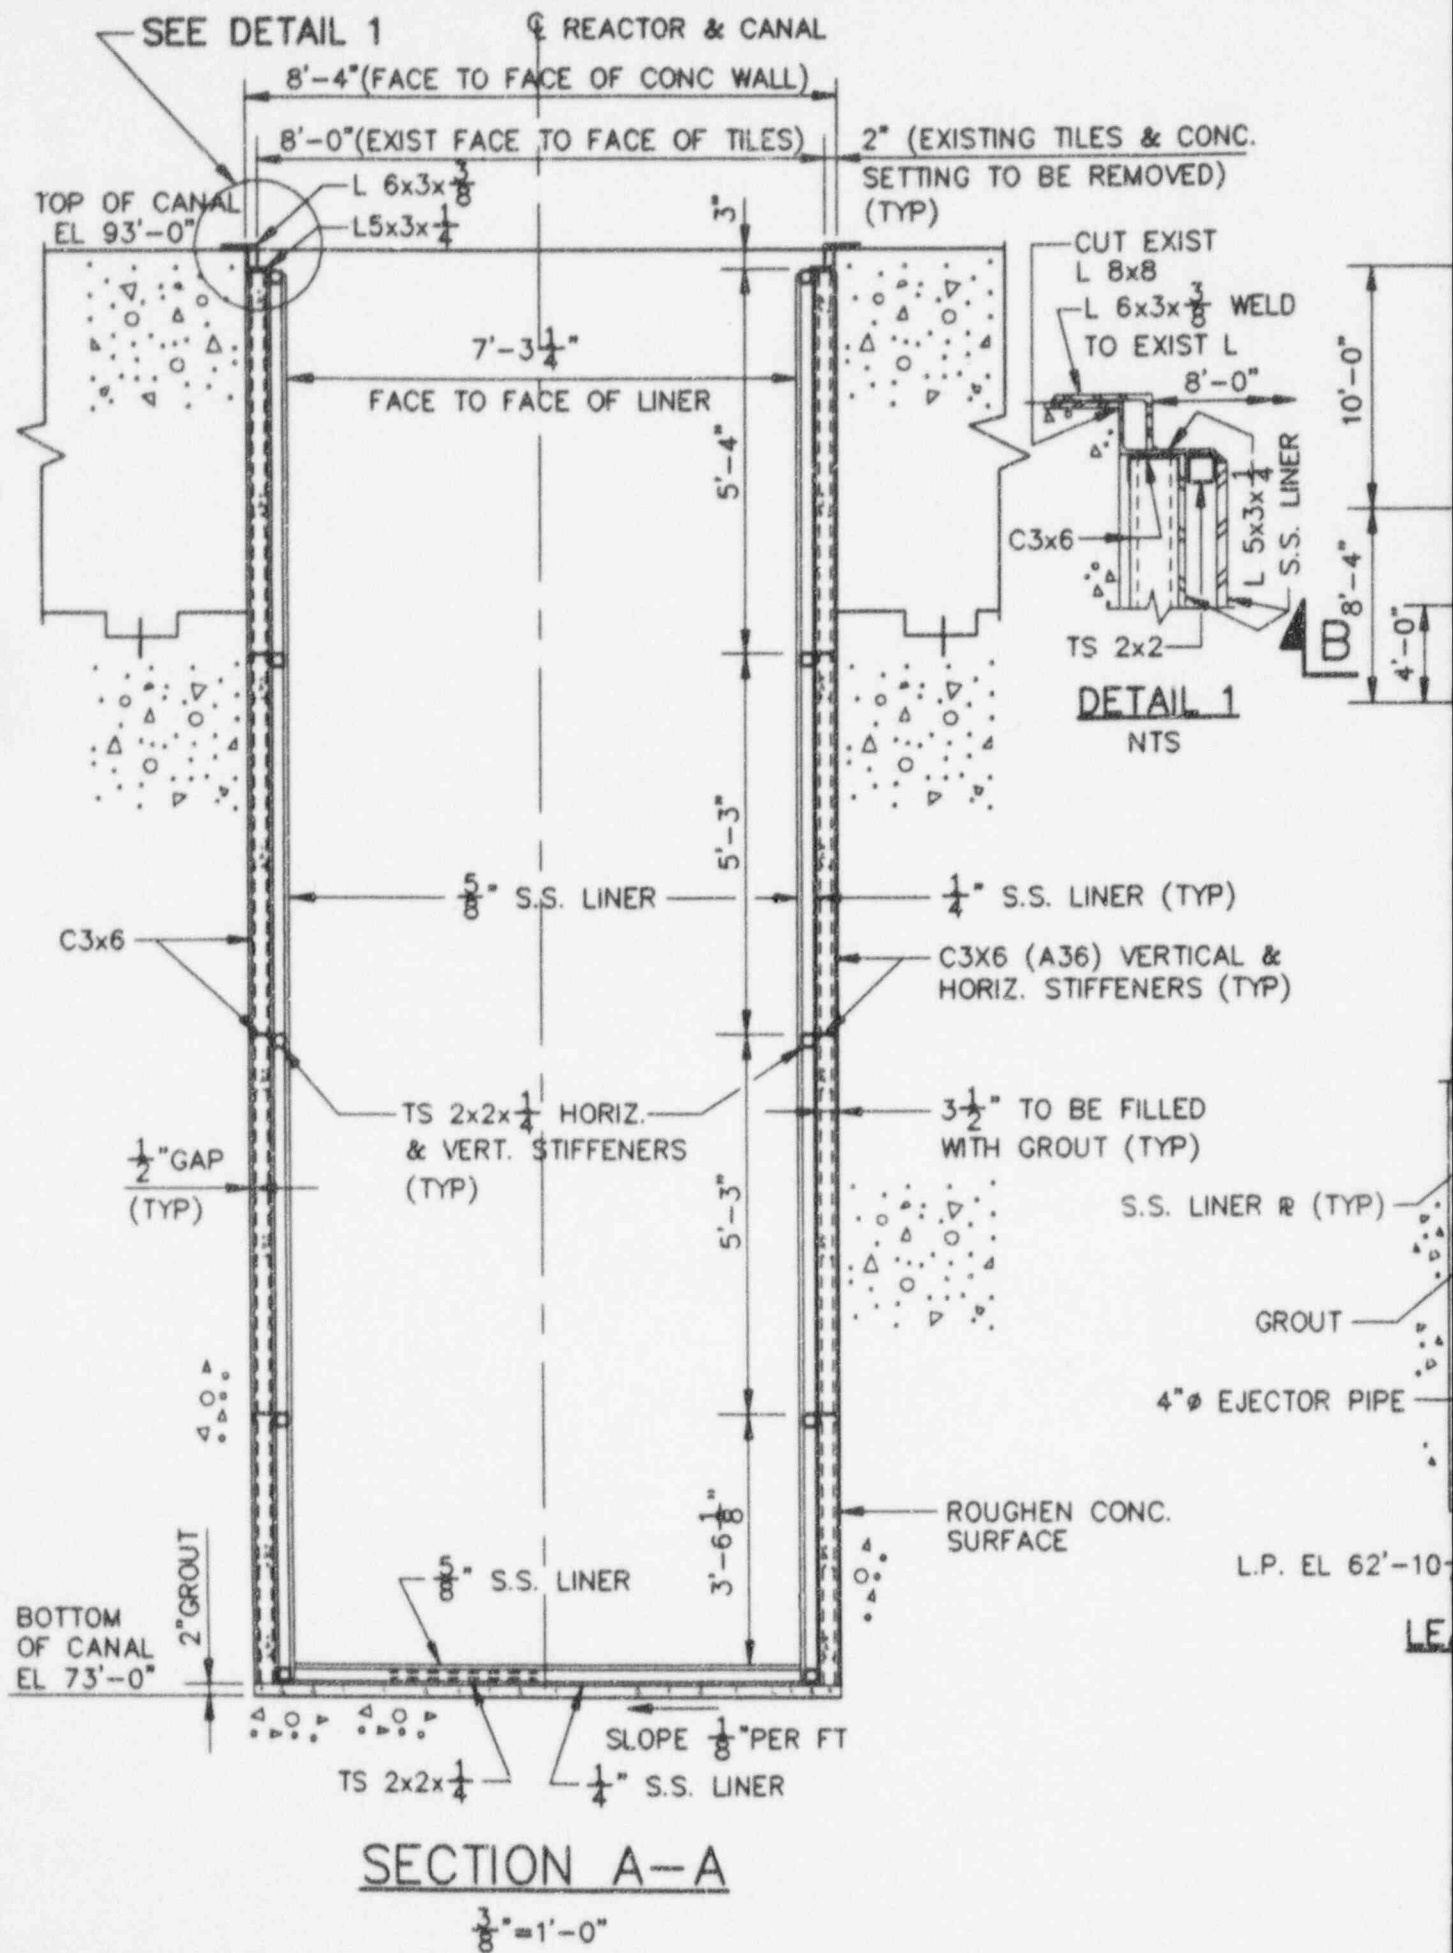 SEE DETAIL 1
℄ REACTOR & CANAL
8'-4"(FACE TO FACE OF CONC WALL)
8'-0"(EXIST FACE TO FACE OF TILES)
2" (EXISTING TILES & CONC.
SETTING TO BE REMOVED)
(TYP)
L 6x3x3/8
L5x3x1/4
TOP OF CANAL
EL 93'-0"
3"
CUT EXIST
L 8x8
L 6x3x3/8 WELD
TO EXIST L
8'-0"
10'-0"
7'-3 1/4"
FACE TO FACE OF LINER
5'-4"
C3x6
L 5x3x1/4
S.S. LINER
8'-4"
4'-0"
TS 2x2
B
DETAIL 1
NTS
5'-3"
5/8" S.S. LINER
1/4" S.S. LINER (TYP)
C3x6
C3X6 (A36) VERTICAL &
HORIZ. STIFFENERS (TYP)
TS 2x2x1/4 HORIZ.
& VERT. STIFFENERS
(TYP)
3 1/2" TO BE FILLED
WITH GROUT (TYP)
1/2" GAP
(TYP)
5'-3"
S.S. LINER ⅊ (TYP)
GROUT
4"ø EJECTOR PIPE
3'-6 1/8"
ROUGHEN CONC.
SURFACE
L.P. EL 62'-10
2"GROUT
5/8" S.S. LINER
BOTTOM
OF CANAL
EL 73'-0"
SLOPE 1/8"PER FT
TS 2x2x1/4
1/4" S.S. LINER
SECTION A-A
3/8"=1'-0"